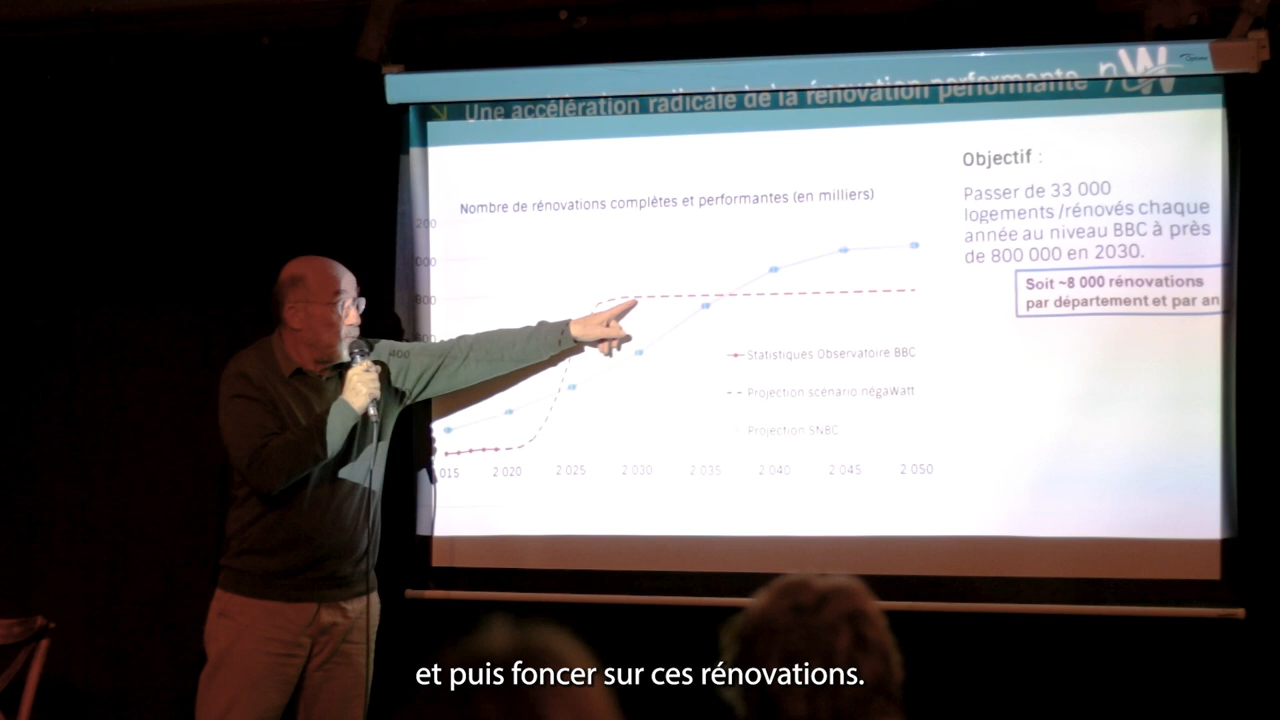 Une accélération radicale de la rénovation performante
nW
Optoma
Objectif :
Passer de 33 000
logements /rénovés chaque
année au niveau BBC à près
de 800 000 en 2030.
Soit ~8 000 rénovations
par département et par an
Nombre de rénovations complètes et performantes (en milliers)
200
000
800
400
Statistiques Observatoire BBC
Projection scénario négaWatt
Projection SNBC
015 2 020 2 025 2 030 2 035 2 040 2 045 2 050
et puis foncer sur ces rénovations.